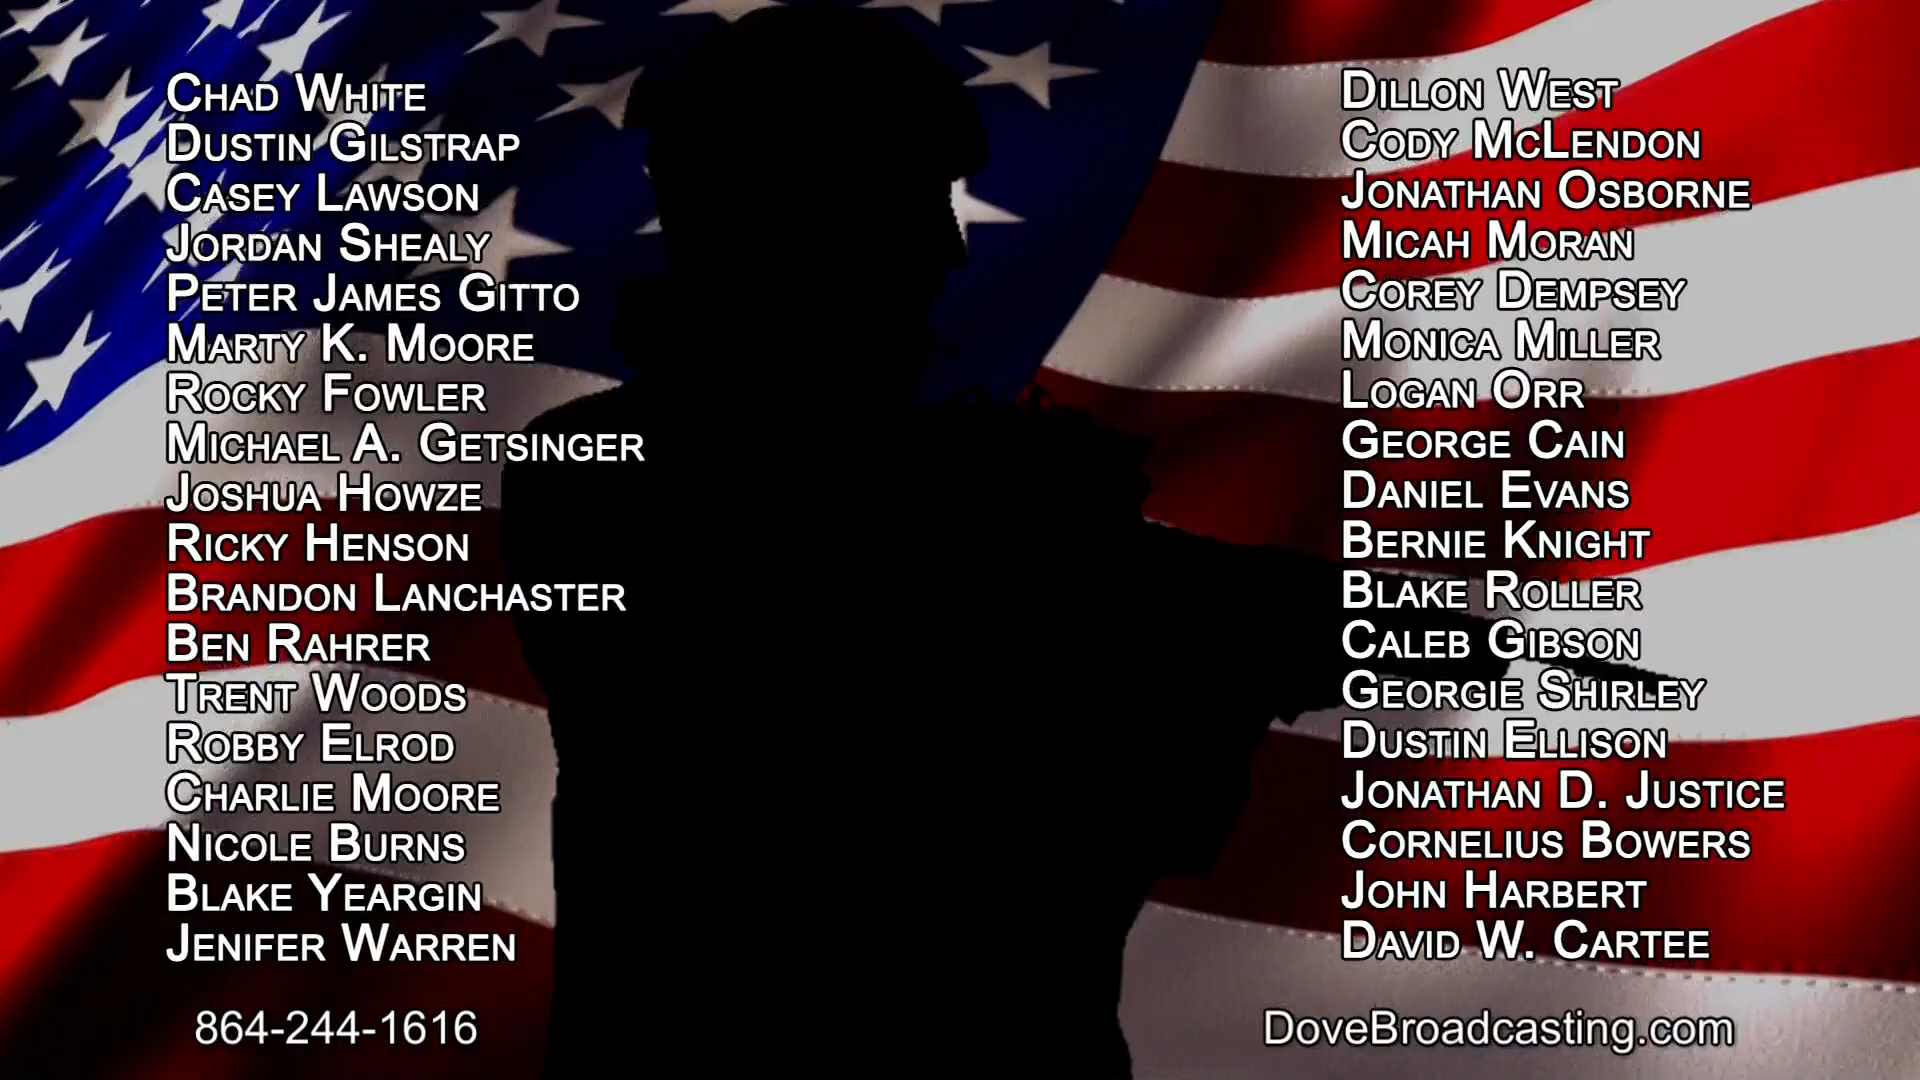 Chad White
Dustin Gilstrap
Casey Lawson
Jordan Shealy
Peter James Gitto
Marty K. Moore
Rocky Fowler
Michael A. Getsinger
Joshua Howze
Ricky Henson
Brandon Lanchaster
Ben Rahrer
Trent Woods
Robby Elrod
Charlie Moore
Nicole Burns
Blake Yeargin
Jenifer Warren
864-244-1616
Dillon West
Cody McLendon
Jonathan Osborne
Micah Moran
Corey Dempsey
Monica Miller
Logan Orr
George Cain
Daniel Evans
Bernie Knight
Blake Roller
Caleb Gibson
Georgie Shirley
Dustin Ellison
Jonathan D. Justice
Cornelius Bowers
John Harbert
David W. Cartee
DoveBroadcasting.com